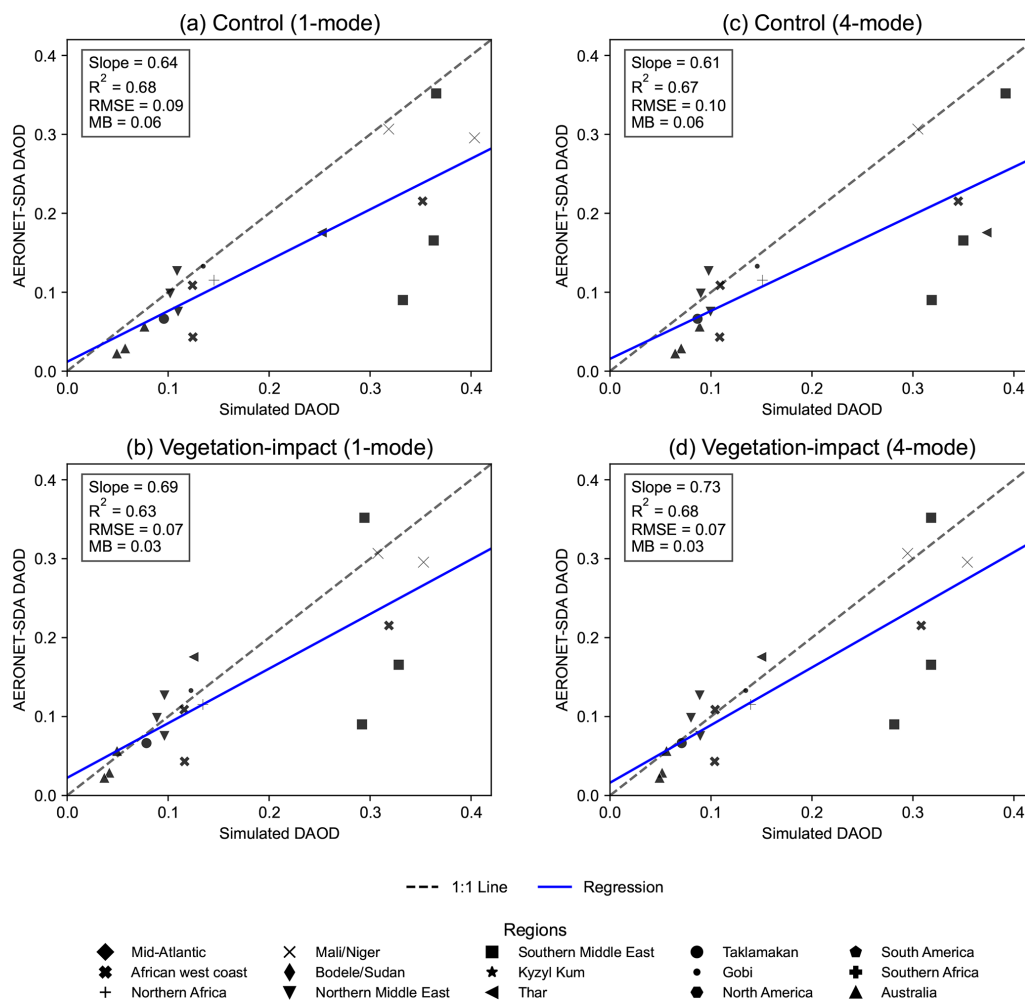 (a) Control (1-mode)
Slope = 0.64
R² = 0.68
RMSE = 0.09
MB = 0.06
AERONET-SDA DAOD
0.4
0.3
0.2
0.1
0.0
0.0 0.1 0.2 0.3 0.4
Simulated DAOD
(c) Control (4-mode)
Slope = 0.61
R² = 0.67
RMSE = 0.10
MB = 0.06
AERONET-SDA DAOD
0.4
0.3
0.2
0.1
0.0
0.0 0.1 0.2 0.3 0.4
Simulated DAOD
(b) Vegetation-impact (1-mode)
Slope = 0.69
R² = 0.63
RMSE = 0.07
MB = 0.03
AERONET-SDA DAOD
0.4
0.3
0.2
0.1
0.0
0.0 0.1 0.2 0.3 0.4
Simulated DAOD
(d) Vegetation-impact (4-mode)
Slope = 0.73
R² = 0.68
RMSE = 0.07
MB = 0.03
AERONET-SDA DAOD
0.4
0.3
0.2
0.1
0.0
0.0 0.1 0.2 0.3 0.4
Simulated DAOD
1:1 Line Regression
Regions
Mid-Atlantic Mali/Niger Southern Middle East Taklamakan South America
African west coast Bodele/Sudan Kyzyl Kum Gobi Southern Africa
Northern Africa Northern Middle East Thar North America Australia